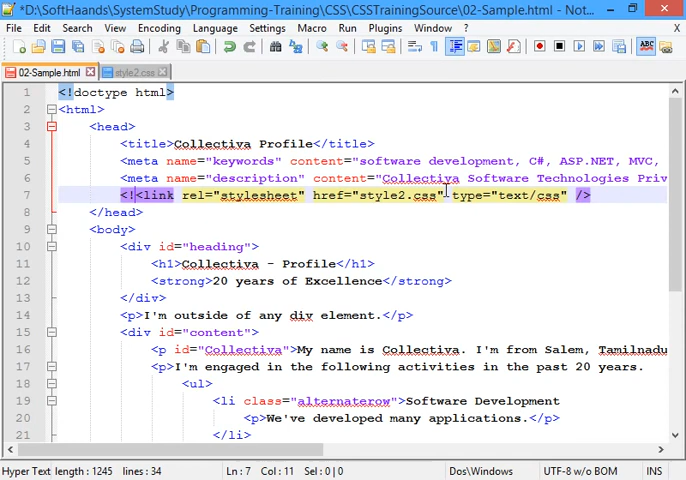 *D:\SoftHaands\SystemStudy\Programming-Training\CSS\CSSTrainingSource\02-Sample.html - Not...
File Edit Search View Encoding Language Settings Macro Run Plugins Window ?
02-Sample.html style2.css
1 <!doctype html>
2 <html>
3 <head>
4 <title>Collectiva Profile</title>
5 <meta name="keywords" content="software development, C#, ASP.NET, MVC,
6 <meta name="description" content="Collectiva Software Technologies Priv
7 <!<link rel="stylesheet" href="style2.css" type="text/css" />
8 </head>
9 <body>
10 <div id="heading">
11 <h1>Collectiva - Profile</h1>
12 <strong>20 years of Excellence</strong>
13 </div>
14 <p>I'm outside of any div element.</p>
15 <div id="content">
16 <p id="Collectiva">My name is Collectiva. I'm from Salem, Tamilnadu
17 <p>I'm engaged in the following activities in the past 20 years.
18 <ul>
19 <li class="alternaterow">Software Development
20 <p>We've developed many applications.</p>
21 </li>
Hyper Text length : 1245 lines : 34 Ln : 7 Col : 11 Sel : 0 | 0 Dos\Windows UTF-8 w/o BOM INS